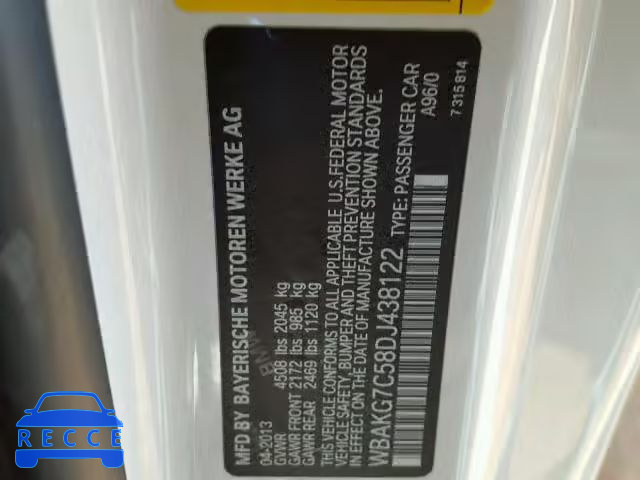 MFD BY BAYERISCHE MOTOREN WERKE AG
04-2013
GVWR 4508 lbs 2045 kg
GAWR FRONT 2172 lbs 985 kg
GAWR REAR 2469 lbs 1120 kg
THIS VEHICLE CONFORMS TO ALL APPLICABLE U.S.FEDERAL MOTOR
VEHICLE SAFETY, BUMPER AND THEFT PREVENTION STANDARDS
IN EFFECT ON THE DATE OF MANUFACTURE SHOWN ABOVE.
WBAKG7C58DJ438122 TYPE: PASSENGER CAR
A96/0
7315814